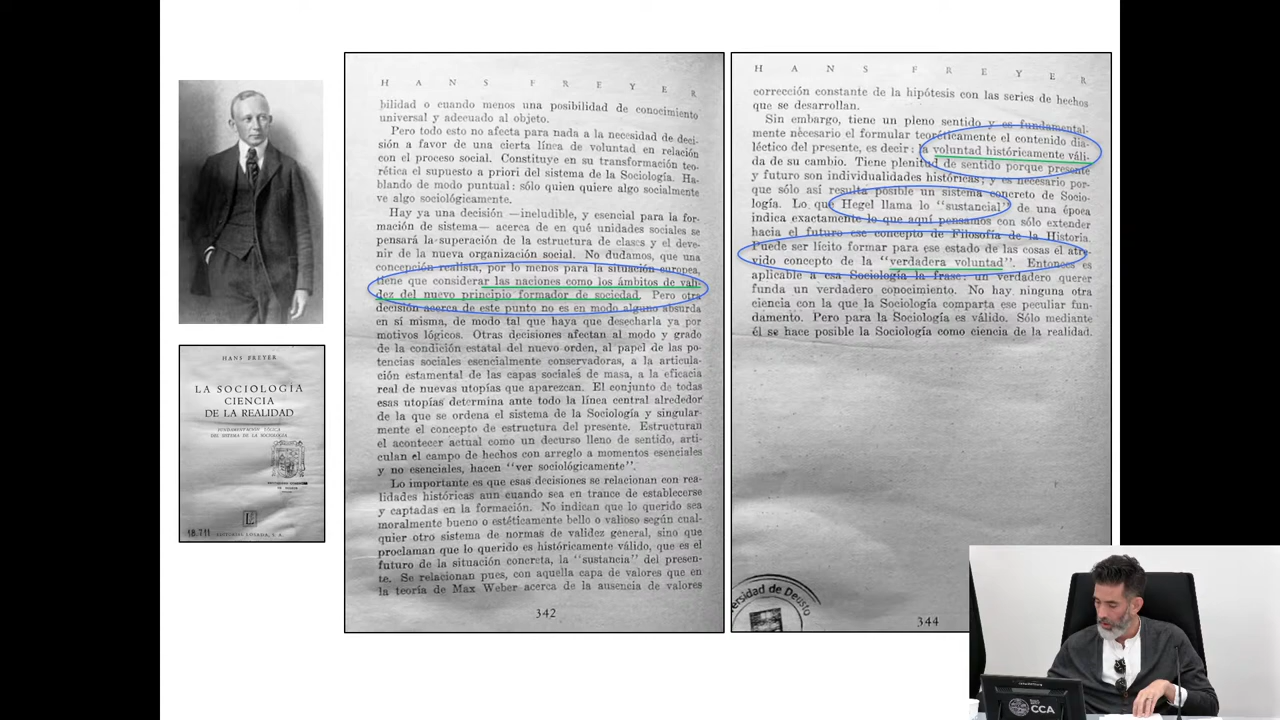 HANS FREYER
LA SOCIOLOGIA
CIENCIA
DE LA REALIDAD
FUNDAMENTACIÓN LÓGICA
DEL SISTEMA DE LA SOCIOLOGÍA
18.711
EDITORIAL LOSADA, S. A.
HANS FREYER
bilidad o cuando menos una posibilidad de conocimiento
universal y adecuado al objeto.
Pero todo esto no afecta para nada a la necesidad de deci-
sión a favor de una cierta línea de voluntad en relación
con el proceso social. Constituye en su transformación teo-
rética el supuesto a priori del sistema de la Sociología. Ha-
blando de modo puntual: sólo quien quiere algo socialmente
ve algo sociológicamente.
Hay ya una decisión —ineludible, y esencial para la for-
mación de sistema— acerca de en qué unidades sociales se
pensará la superación de la estructura de clases y el deve-
nir de la nueva organización social. No dudamos, que una
concepción realista, por lo menos para la situación europea,
tiene que considerar las naciones como los ámbitos de vali-
dez del nuevo principio formador de sociedad. Pero otra
decisión acerca de este punto no es en modo alguno absurda
en sí misma, de modo tal que haya que desecharla ya por
motivos lógicos. Otras decisiones afectan al modo y grado
de la condición estatal del nuevo orden, al papel de las po-
tencias sociales esencialmente conservadoras, a la articula-
ción estamental de las capas sociales de masa, a la eficacia
real de nuevas utopías que aparezcan. El conjunto de todas
esas utopías determina ante todo la línea central alrededor
de la que se ordena el sistema de la Sociología y singular-
mente el concepto de estructura del presente. Estructuran
el acontecer actual como un decurso lleno de sentido, arti-
culan el campo de hechos con arreglo a momentos esenciales
y no esenciales, hacen "ver sociológicamente".
Lo importante es que esas decisiones se relacionan con rea-
lidades históricas aun cuando sea en trance de establecerse
y captadas en la formación. No indican que lo querido sea
moralmente bueno o estéticamente bello o valioso según cual-
quier otro sistema de normas de validez general, sino que
proclaman que lo querido es históricamente válido, que es el
futuro de la situación concreta, la "sustancia" del presen-
te. Se relacionan pues, con aquella capa de valores que en
la teoría de Max Weber acerca de la ausencia de valores
342
HANS FREYER
corrección constante de la hipótesis con las series de hechos
que se desarrollan.
Sin embargo, tiene un pleno sentido y es fundamental-
mente necesario el formular teoréticamente el contenido dia-
léctico del presente, es decir: la voluntad históricamente váli-
da de su cambio. Tiene plenitud de sentido porque presente
y futuro son individualidades históricas; y es necesario por-
que sólo así resulta posible un sistema concreto de Socio-
logía. Lo que Hegel llama lo "sustancial" de una época
indica exactamente lo que aquí pensamos con sólo extender
hacia el futuro ese concepto de Filosofía de la Historia.
Puede ser lícito formar para ese estado de las cosas el atre-
vido concepto de la "verdadera voluntad". Entonces es
aplicable a esa Sociología la frase: un verdadero querer
funda un verdadero conocimiento. No hay ninguna otra
ciencia con la que la Sociología comparta ese peculiar fun-
damento. Pero para la Sociología es válido. Sólo mediante
él se hace posible la Sociología como ciencia de la realidad.
ersidad de Deusto
344
CCA